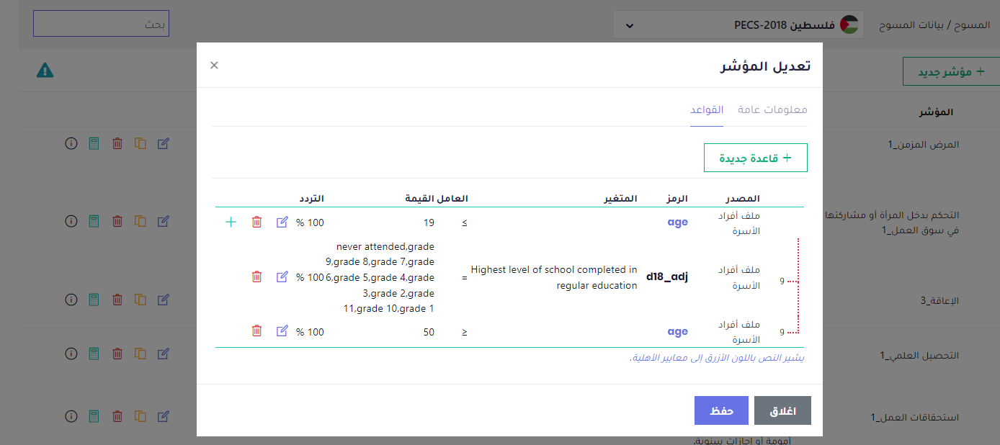 المسوح / بيانات المسوح
فلسطين PECS-2018
بحث
+ مؤشر جديد
المؤشر
المرض المزمن_1
التحكم بدخل المرأة أو مشاركتها
في سوق العمل_1
الإعاقة_3
التحصيل العلمي_1
استحقاقات العمل_1
أمومة أو اجازات سنوية.
تعديل المؤشر
×
معلومات عامة
القواعد
+ قاعدة جديدة
المصدر الرمز المتغير العامل القيمة التردد
ملف أفراد
الأسرة
age
≤
19
100 %
و
ملف أفراد
الأسرة
d18_adj
Highest level of school completed in
regular education
=
never attended,grade
9,grade 8,grade 7,grade
6,grade 5,grade 4,grade
3,grade 2,grade
11,grade 10,grade 1
100 %
و
ملف أفراد
الأسرة
age
≥
50
100 %
يشير النص باللون الأزرق إلى معايير الأهلية.
اغلاق
حفظ